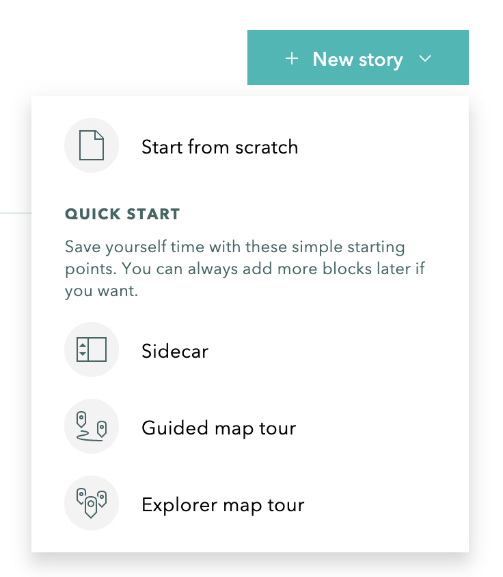 + New story
Start from scratch
QUICK START
Save yourself time with these simple starting
points. You can always add more blocks later if
you want.
Sidecar
Guided map tour
Explorer map tour